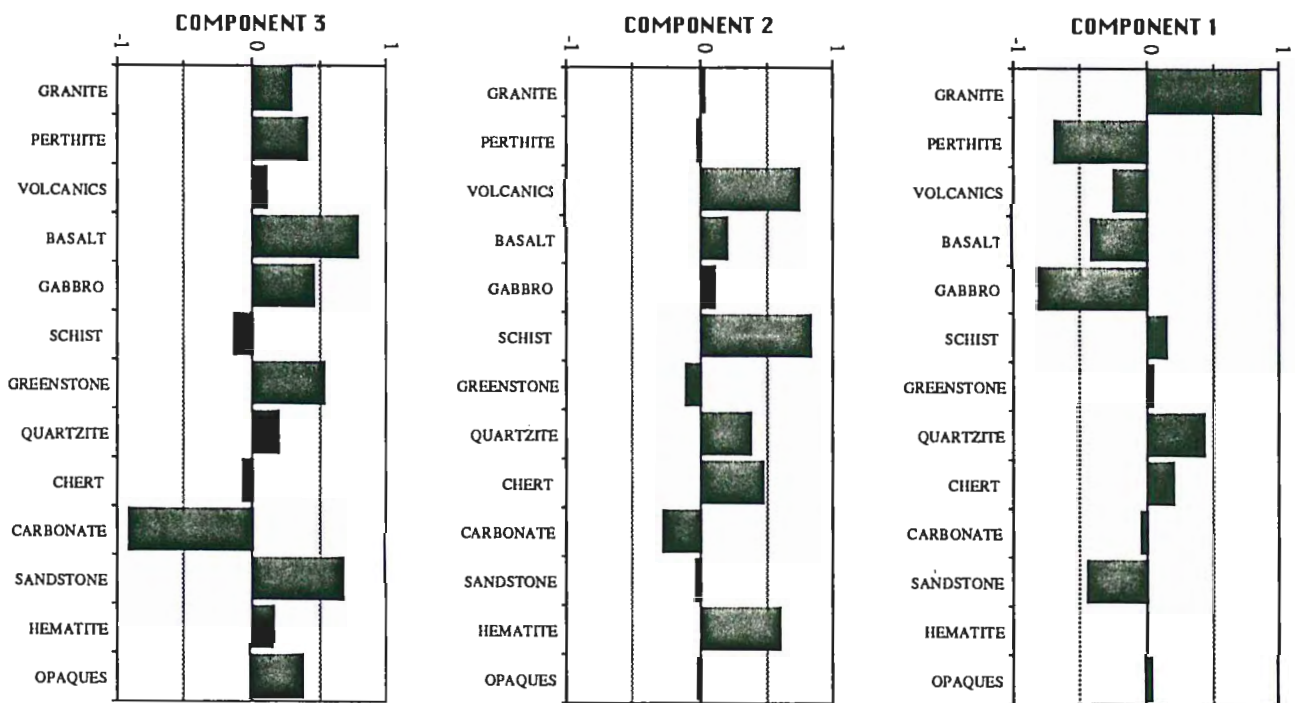 COMPONENT 3
-1 0 1
GRANITE
PERTHITE
VOLCANICS
BASALT
GABBRO
SCHIST
GREENSTONE
QUARTZITE
CHERT
CARBONATE
SANDSTONE
HEMATITE
OPAQUES
COMPONENT 2
-1 0 1
GRANITE
PERTHITE
VOLCANICS
BASALT
GABBRO
SCHIST
GREENSTONE
QUARTZITE
CHERT
CARBONATE
SANDSTONE
HEMATITE
OPAQUES
COMPONENT 1
-1 0 1
GRANITE
PERTHITE
VOLCANICS
BASALT
GABBRO
SCHIST
GREENSTONE
QUARTZITE
CHERT
CARBONATE
SANDSTONE
HEMATITE
OPAQUES